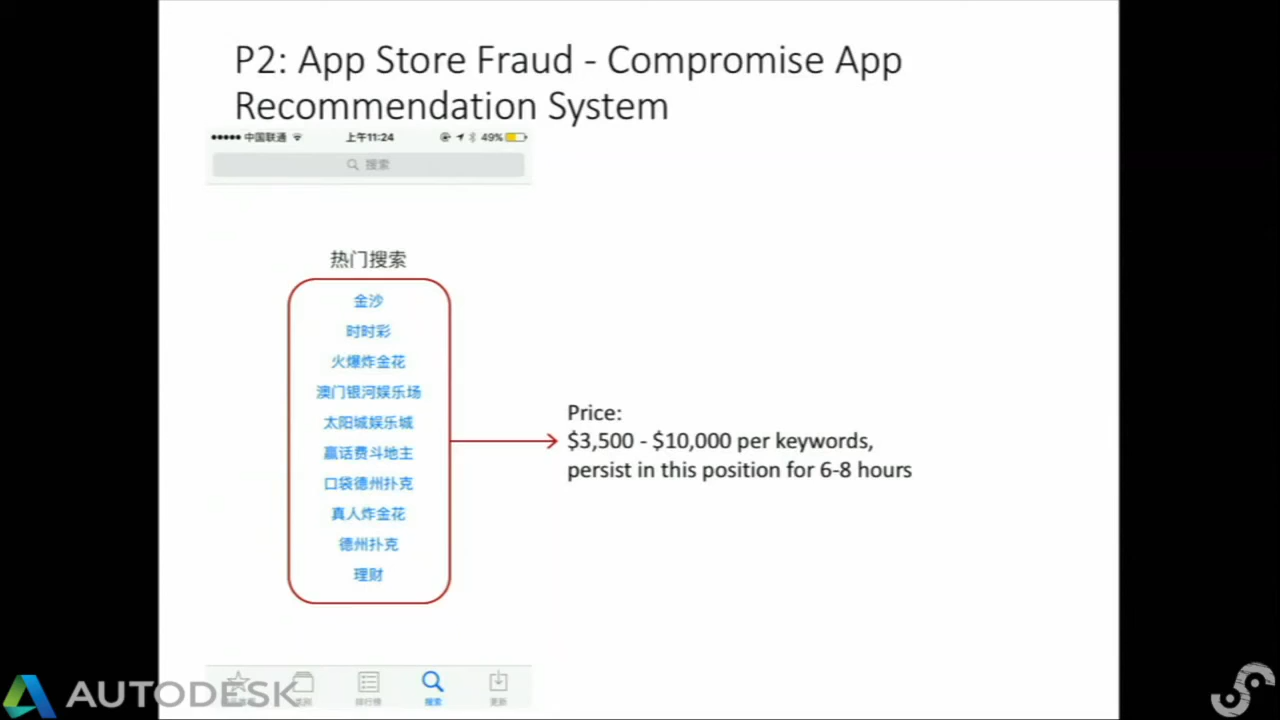 P2: App Store Fraud - Compromise App
Recommendation System
中国联通 上午11:24 49%
搜索
热门搜索
金沙
时时彩
火爆炸金花
澳门银河娱乐场
太阳城娱乐城
赢话费斗地主
口袋德州扑克
真人炸金花
德州扑克
理财
Price:
$3,500 - $10,000 per keywords,
persist in this position for 6-8 hours
排行榜 搜索 更新
AUTODESK